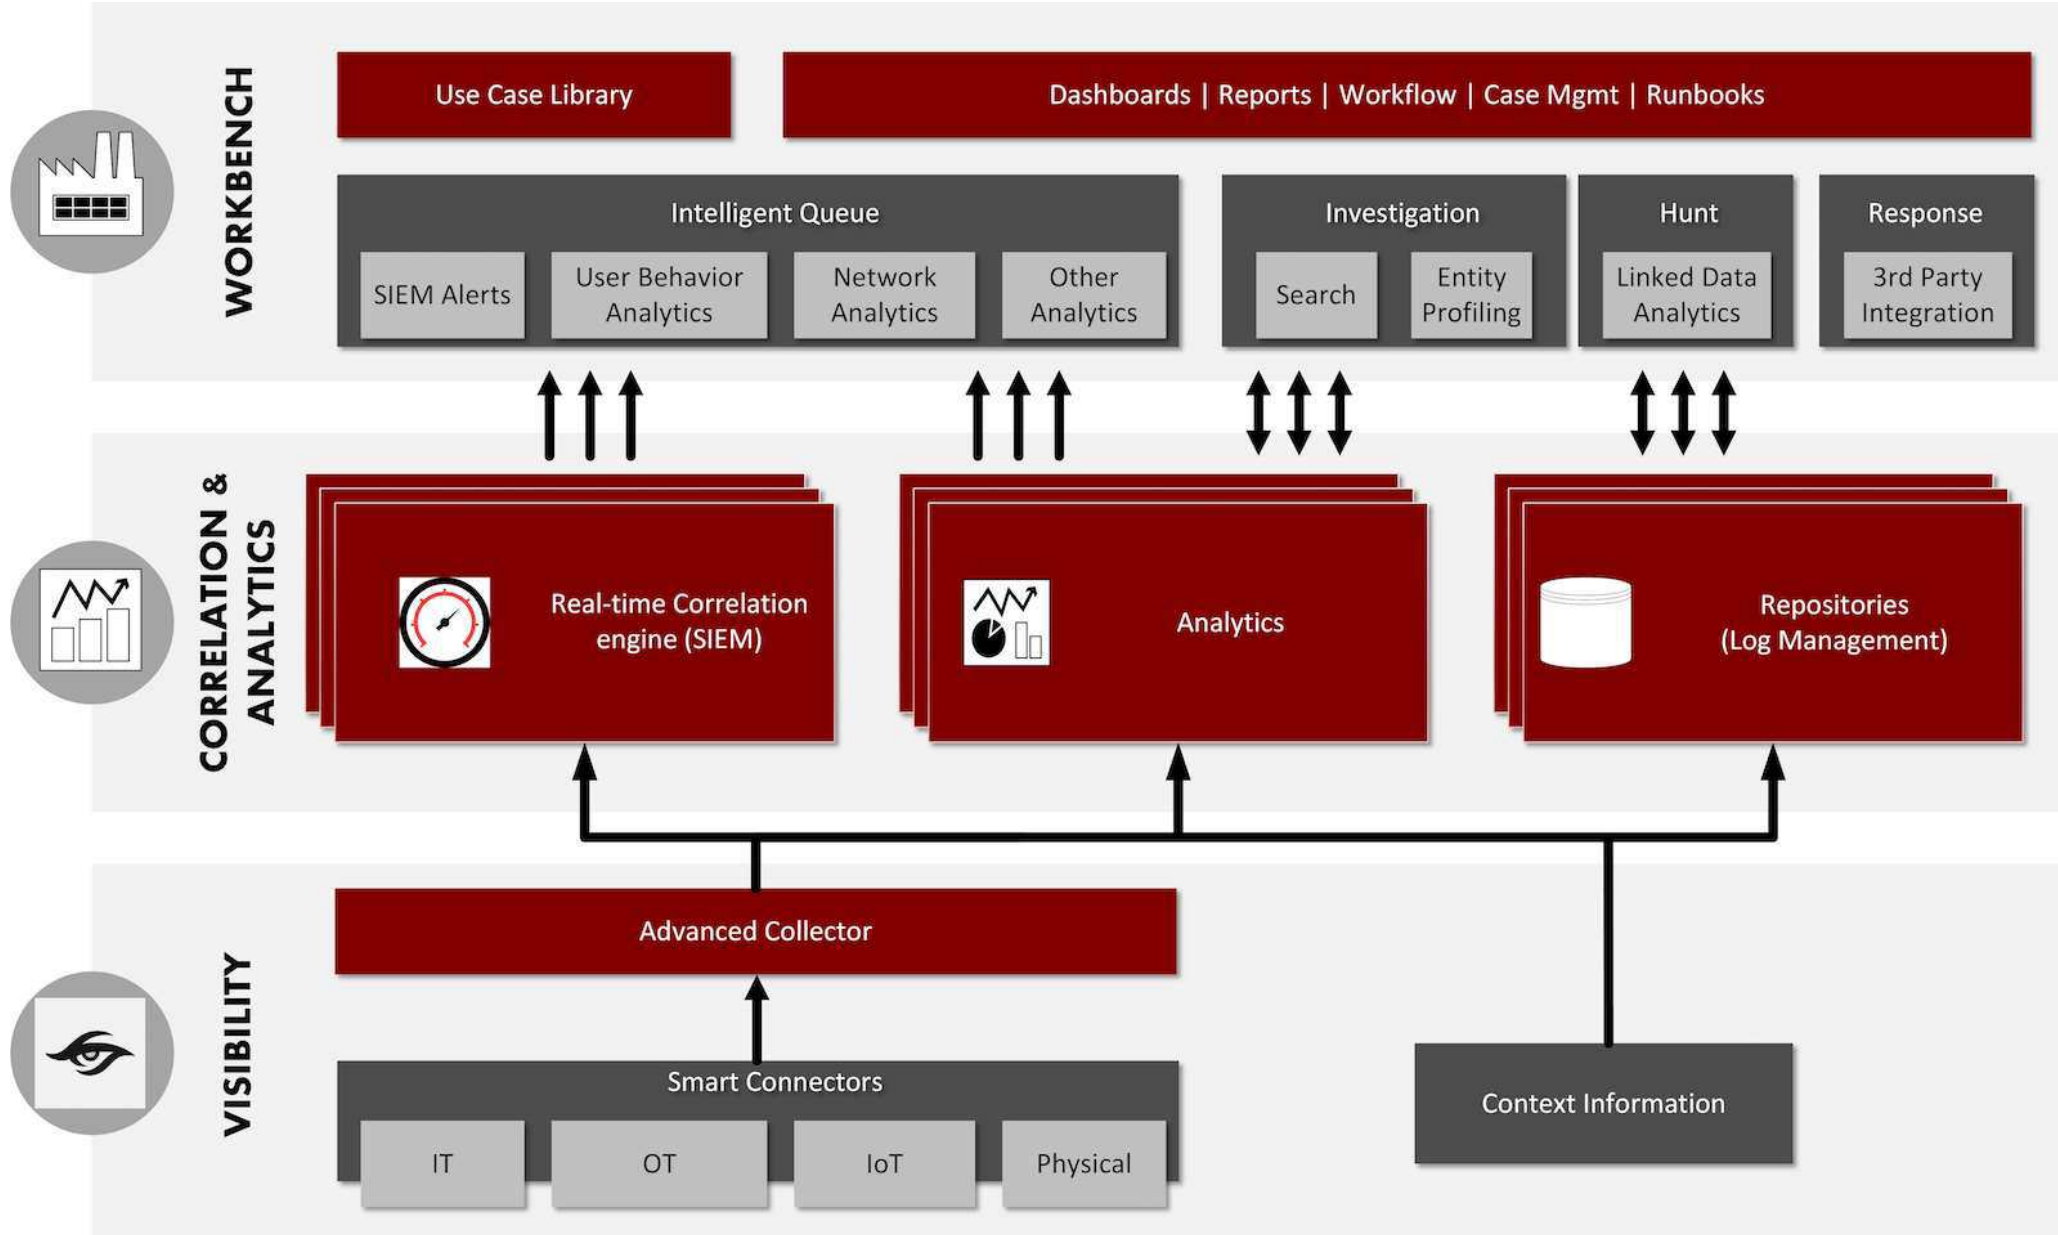 WORKBENCH
Use Case Library
Dashboards | Reports | Workflow | Case Mgmt | Runbooks
Intelligent Queue
SIEM Alerts
User Behavior
Analytics
Network
Analytics
Other
Analytics
Investigation
Search
Entity
Profiling
Hunt
Linked Data
Analytics
Response
3rd Party
Integration
CORRELATION &
ANALYTICS
Real-time Correlation
engine (SIEM)
Analytics
Repositories
(Log Management)
VISIBILITY
Advanced Collector
Smart Connectors
IT
OT
IoT
Physical
Context Information